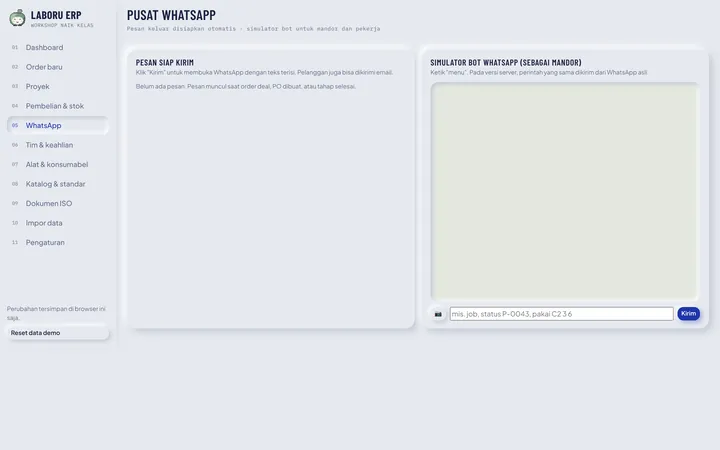 LABORU ERP
WORKSHOP NAIK KELAS
01 Dashboard
02 Order baru
03 Proyek
04 Pembelian & stok
05 WhatsApp
06 Tim & keahlian
07 Alat & konsumabel
08 Katalog & standar
09 Dokumen ISO
10 Impor data
11 Pengaturan
Perubahan tersimpan di browser ini
saja.
Reset data demo
PUSAT WHATSAPP
Pesan keluar disiapkan otomatis · simulator bot untuk mandor dan pekerja
PESAN SIAP KIRIM
Klik "Kirim" untuk membuka WhatsApp dengan teks terisi. Pelanggan juga bisa dikirimi email.
Belum ada pesan. Pesan muncul saat order deal, PO dibuat, atau tahap selesai.
SIMULATOR BOT WHATSAPP (SEBAGAI MANDOR)
Ketik "menu". Pada versi server, perintah yang sama dikirim dari WhatsApp asli
mis. job, status P-0043, pakai C2 3 6
Kirim